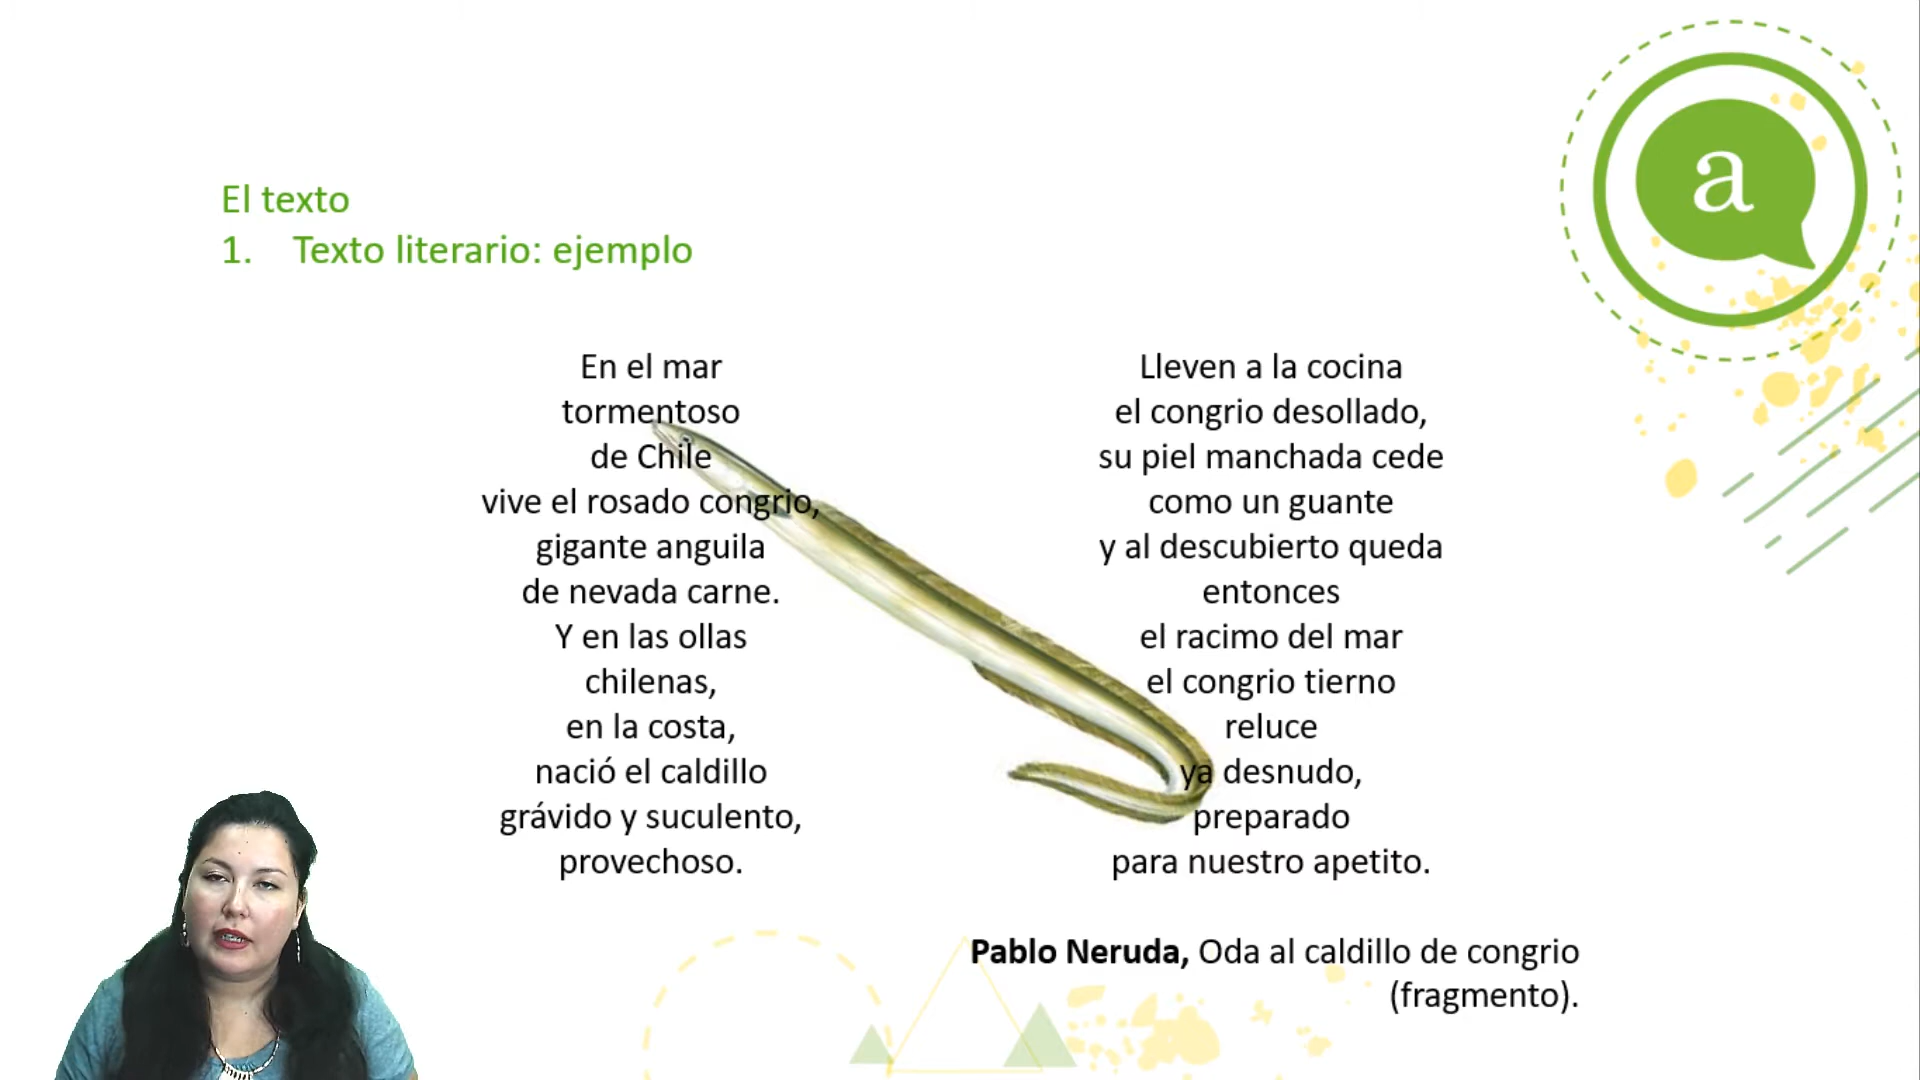 a
El texto
1. Texto literario: ejemplo
En el mar
tormentoso
de Chile
vive el rosado congrio,
gigante anguila
de nevada carne.
Y en las ollas
chilenas,
en la costa,
nació el caldillo
grávido y suculento,
provechoso.
Lleven a la cocina
el congrio desollado,
su piel manchada cede
como un guante
y al descubierto queda
entonces
el racimo del mar
el congrio tierno
reluce
ya desnudo,
preparado
para nuestro apetito.
Pablo Neruda, Oda al caldillo de congrio
(fragmento).